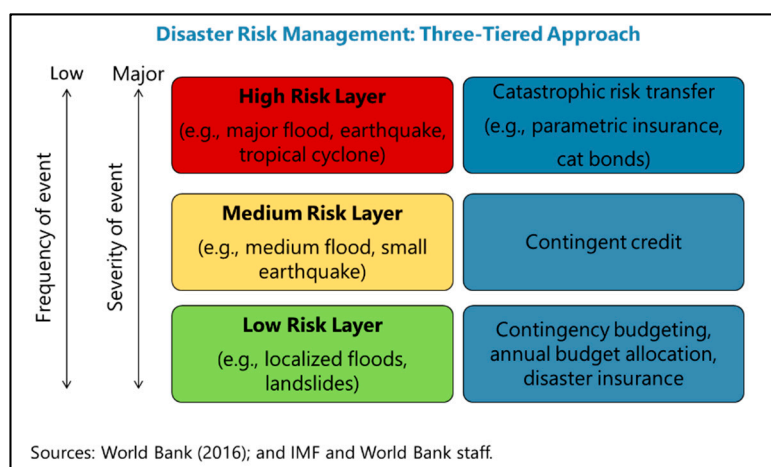 Disaster Risk Management: Three-Tiered Approach
Low
Major
Frequency of event
Severity of event
High Risk Layer
(e.g., major flood, earthquake,
tropical cyclone)
Catastrophic risk transfer
(e.g., parametric insurance,
cat bonds)
Medium Risk Layer
(e.g., medium flood, small
earthquake)
Contingent credit
Low Risk Layer
(e.g., localized floods,
landslides)
Contingency budgeting,
annual budget allocation,
disaster insurance
Sources: World Bank (2016); and IMF and World Bank staff.